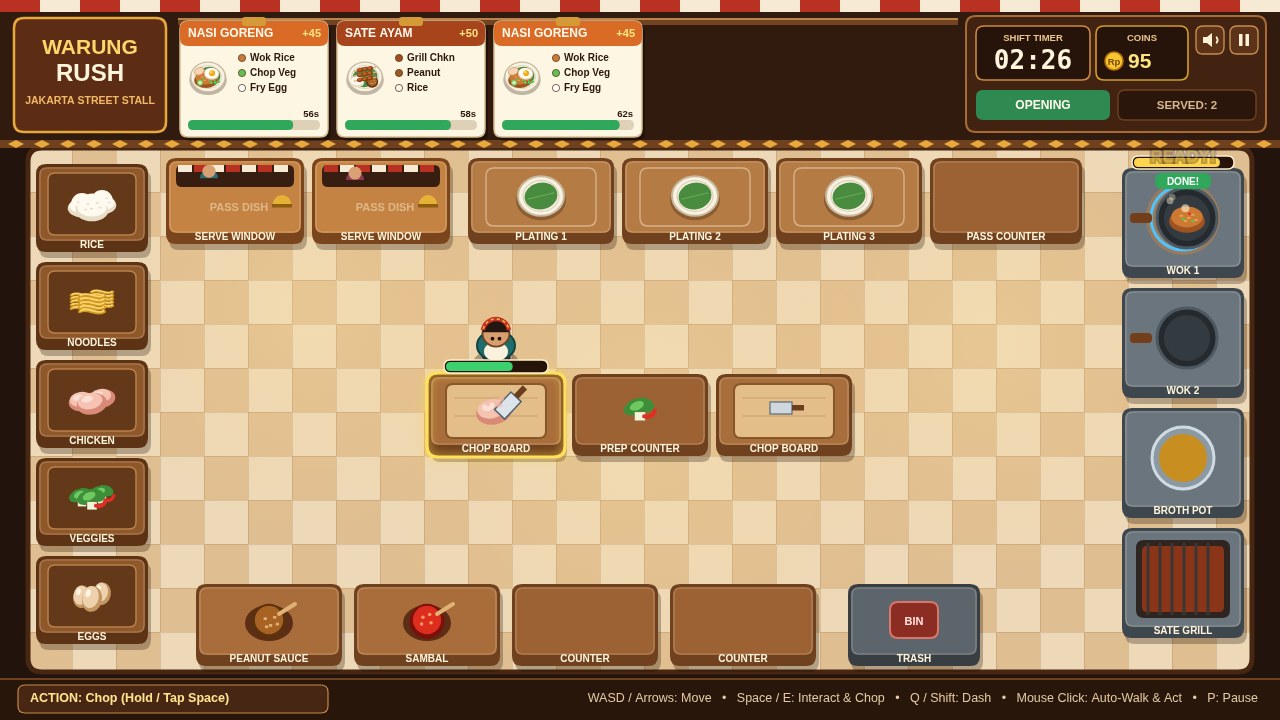 WARUNG
RUSH
JAKARTA STREET STALL
NASI GORENG +45
Wok Rice
Chop Veg
Fry Egg
56s
SATE AYAM +50
Grill Chkn
Peanut
Rice
58s
NASI GORENG +45
Wok Rice
Chop Veg
Fry Egg
62s
SHIFT TIMER
02:26
COINS
Rp 95
OPENING
SERVED: 2
RICE
NOODLES
CHICKEN
VEGGIES
EGGS
PASS DISH
SERVE WINDOW
PASS DISH
SERVE WINDOW
PLATING 1
PLATING 2
PLATING 3
PASS COUNTER
READY!
DONE!
WOK 1
WOK 2
BROTH POT
SATE GRILL
CHOP BOARD
PREP COUNTER
CHOP BOARD
PEANUT SAUCE
SAMBAL
COUNTER
COUNTER
BIN
TRASH
ACTION: Chop (Hold / Tap Space)
WASD / Arrows: Move • Space / E: Interact & Chop • Q / Shift: Dash • Mouse Click: Auto-Walk & Act • P: Pause